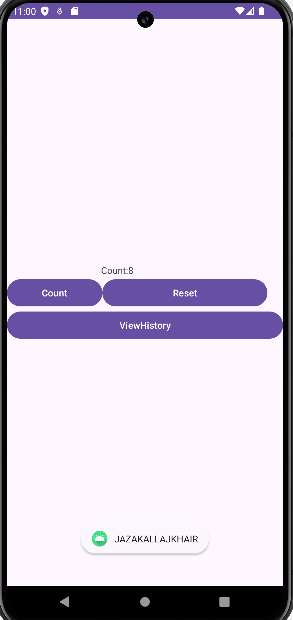 11:00
Count:8
Count
Reset
ViewHistory
JAZAKALLAJKHAIR